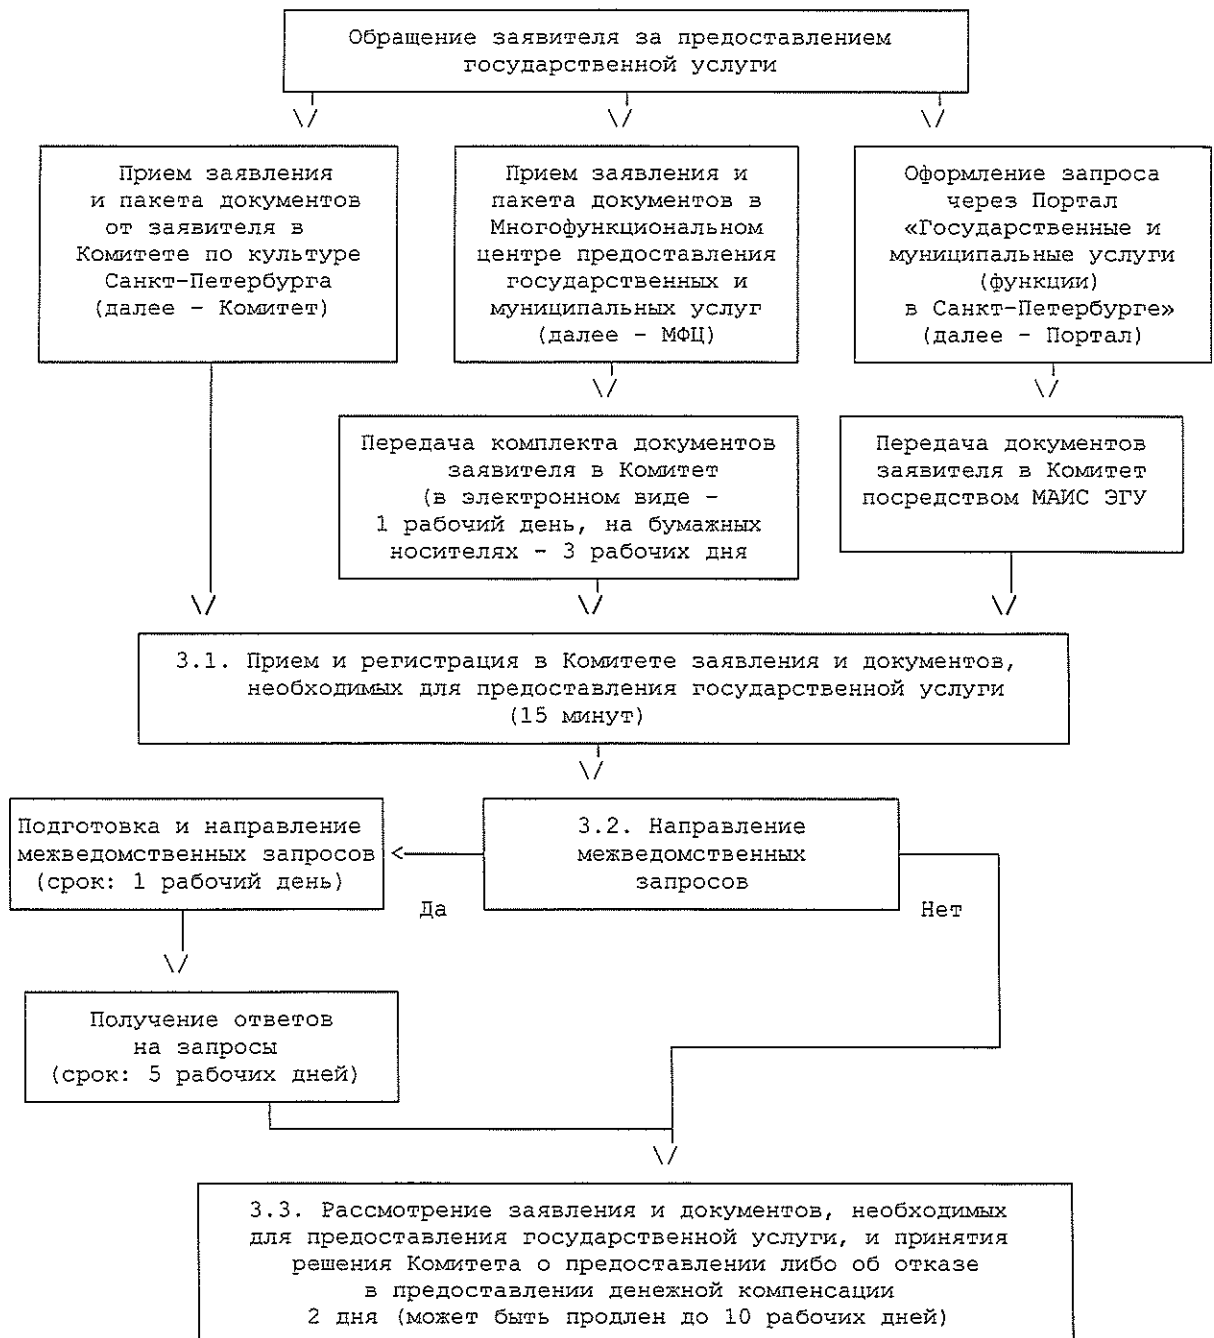 Обращение заявителя за предоставлением
государственной услуги
\/ \/ \/
Прием заявления
и пакета документов
от заявителя в
Комитете по культуре
Санкт-Петербурга
(далее - Комитет)
Прием заявления и
пакета документов в
Многофункциональном
центре предоставления
государственных и
муниципальных услуг
(далее - МФЦ)
Оформление запроса
через Портал
«Государственные и
муниципальные услуги
(функции)
в Санкт-Петербурге»
(далее - Портал)
\/ \/
Передача комплекта документов
заявителя в Комитет
(в электронном виде -
1 рабочий день, на бумажных
носителях - 3 рабочих дня
Передача документов
заявителя в Комитет
посредством МАИС ЭГУ
\/ \/ \/
3.1. Прием и регистрация в Комитете заявления и документов,
необходимых для предоставления государственной услуги
(15 минут)
\/
Подготовка и направление
межведомственных запросов
(срок: 1 рабочий день)
<
3.2. Направление
межведомственных
запросов
Да
Нет
\/
Получение ответов
на запросы
(срок: 5 рабочих дней)
\/
3.3. Рассмотрение заявления и документов, необходимых
для предоставления государственной услуги, и принятия
решения Комитета о предоставлении либо об отказе
в предоставлении денежной компенсации
2 дня (может быть продлен до 10 рабочих дней)